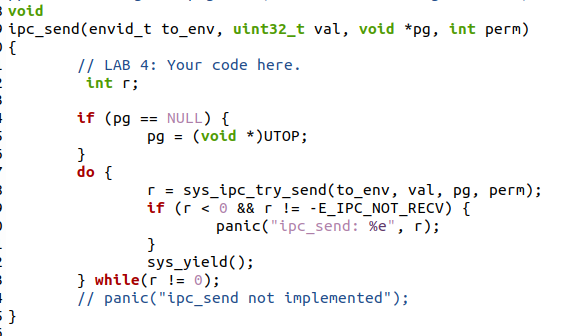 void
ipc_send(envid_t to_env, uint32_t val, void *pg, int perm)
{
        // LAB 4: Your code here.
         int r;

        if (pg == NULL) {
                pg = (void *)UTOP;
        }
        do {
                r = sys_ipc_try_send(to_env, val, pg, perm);
                if (r < 0 && r != -E_IPC_NOT_RECV) {
                        panic("ipc_send: %e", r);
                }
                sys_yield();
        } while(r != 0);
        // panic("ipc_send not implemented");
}